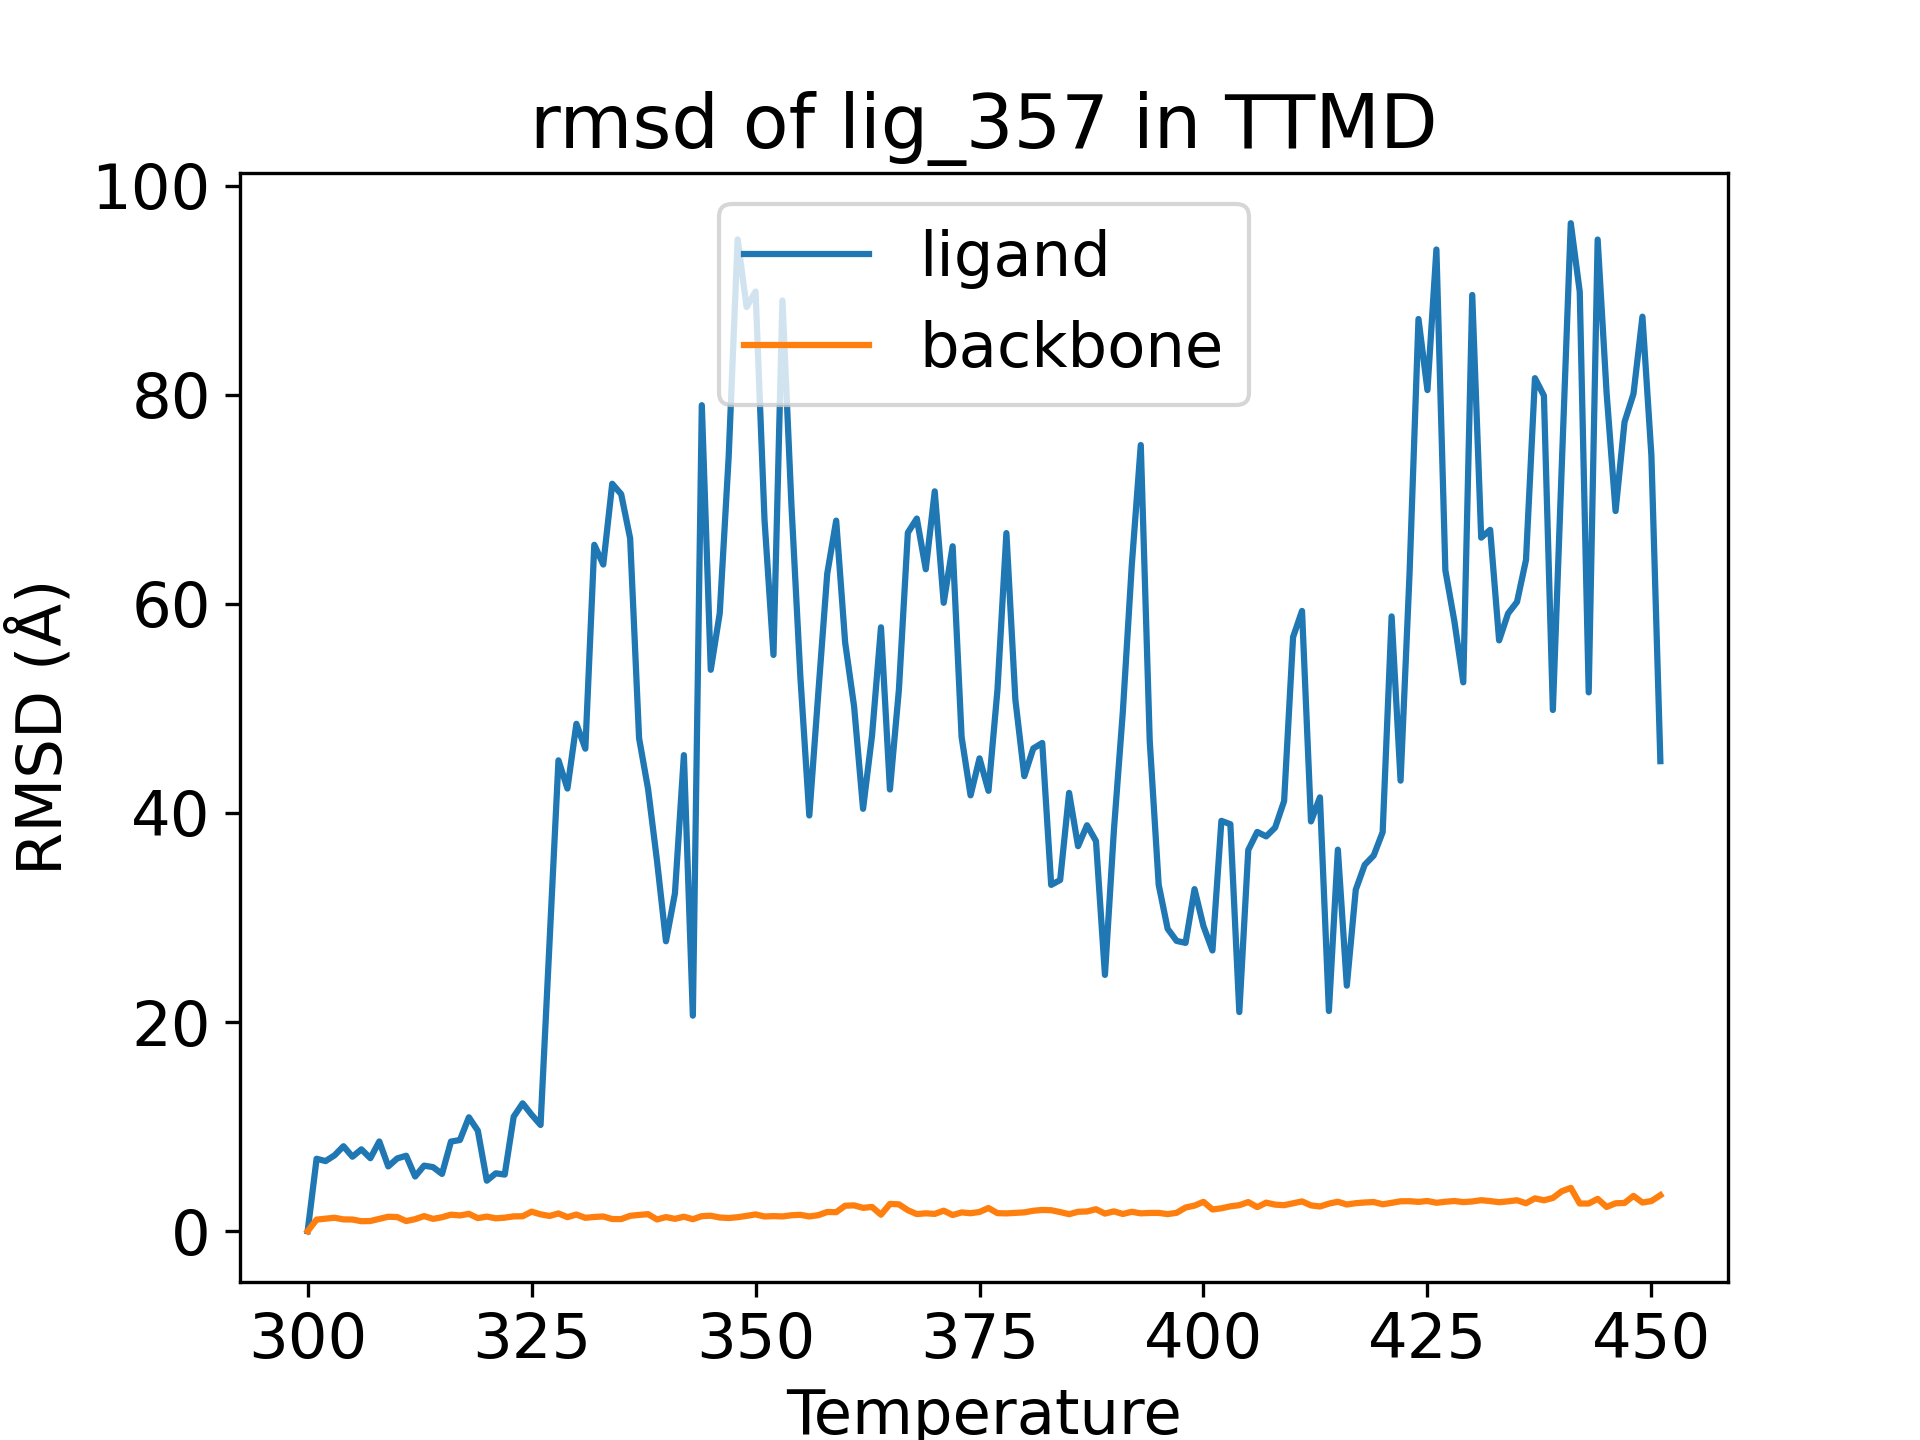 rmsd of lig_357 in TTMD
100
80
60
40
20
0
RMSD (Å)
ligand
backbone
300 325 350 375 400 425 450
Temperature